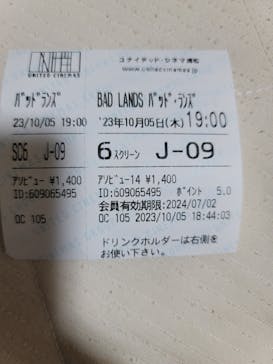 UNITED CINEMAS
ユナイテッド・シネマ浦和
www.unitedcinemas.jp
バッドランズ
BAD LANDS バッド・ランズ
23/10/05 19:00
'23年10月05日(木) 19:00
SC6 J-09
6スクリーン J-09
アソビュー ¥1,400
アソビュー14 ¥1,400
ID:609065495
ID:609065495 ポイント 5.0
会員有効期限:2024/07/02
QC 105
QC 105 2023/10/05 18:44:03
ドリンクホルダーは右側を
お使い下さい。